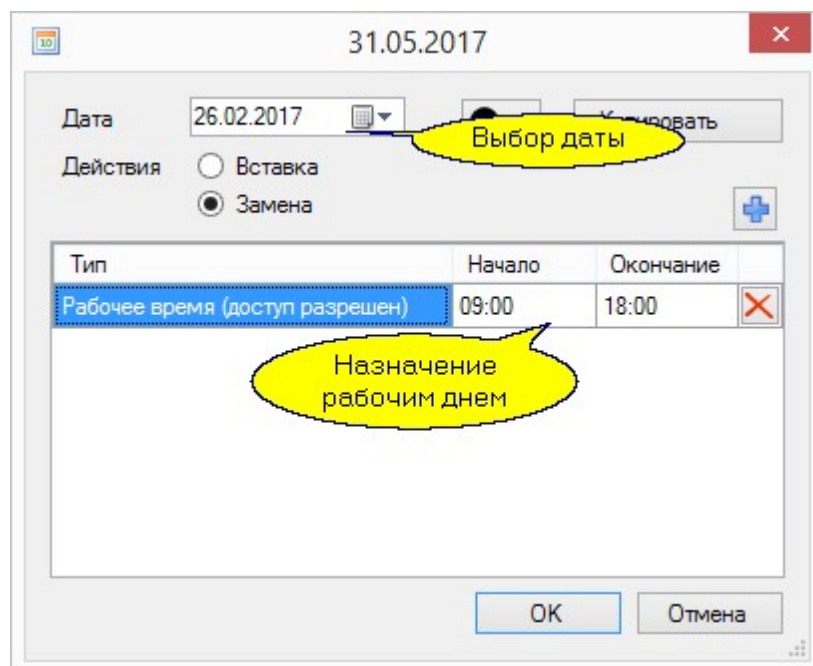 31.05.2017
Дата 26.02.2017
Выбор даты
Действия Вставка
Замена
Тип Начало Окончание
Рабочее время (доступ разрешен) 09:00 18:00
Назначение
рабочим днем
OK Отмена